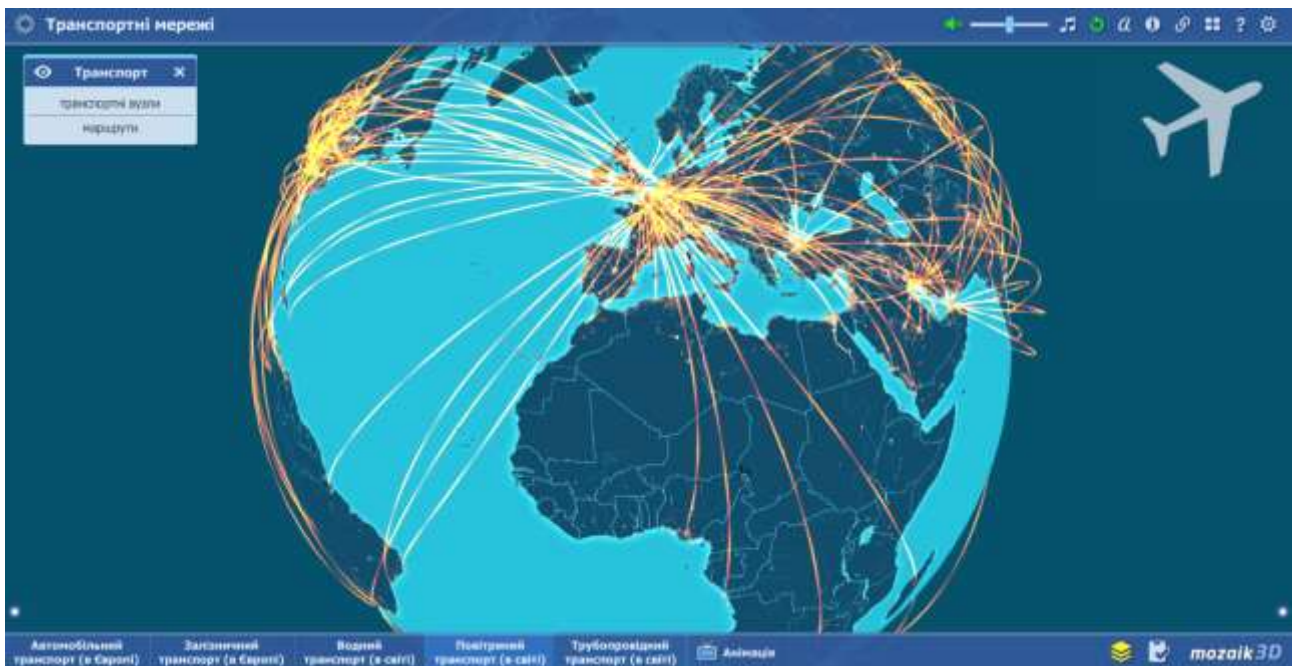 Транспортні мережі
Транспорт
транспортні вузли
маршрути
Автомобільний
транспорт (в Європі)
Залізничний
транспорт (в Європі)
Водний
транспорт (в світі)
Повітряний
транспорт (в світі)
Трубопровідний
транспорт (в світі)
Анімація
mozaik3D